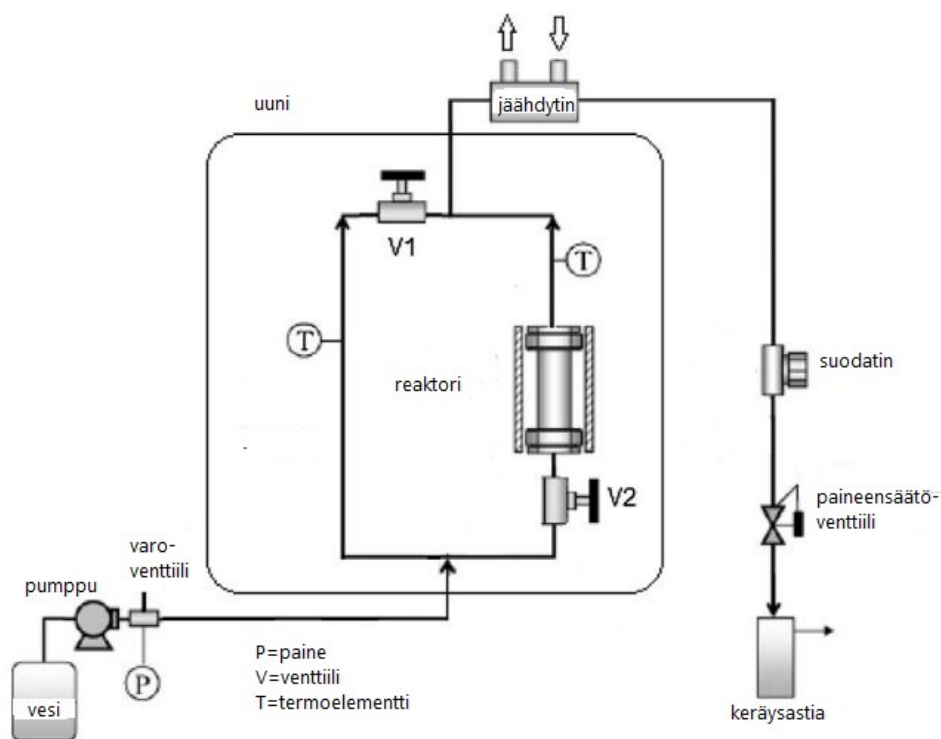 uuni
jäähdytin
V1
T
T
reaktori
suodatin
V2
paineensäätö-
venttiili
varo-
venttiili
pumppu
P
vesi
P=paine
V=venttiili
T=termoelementti
keräysastia